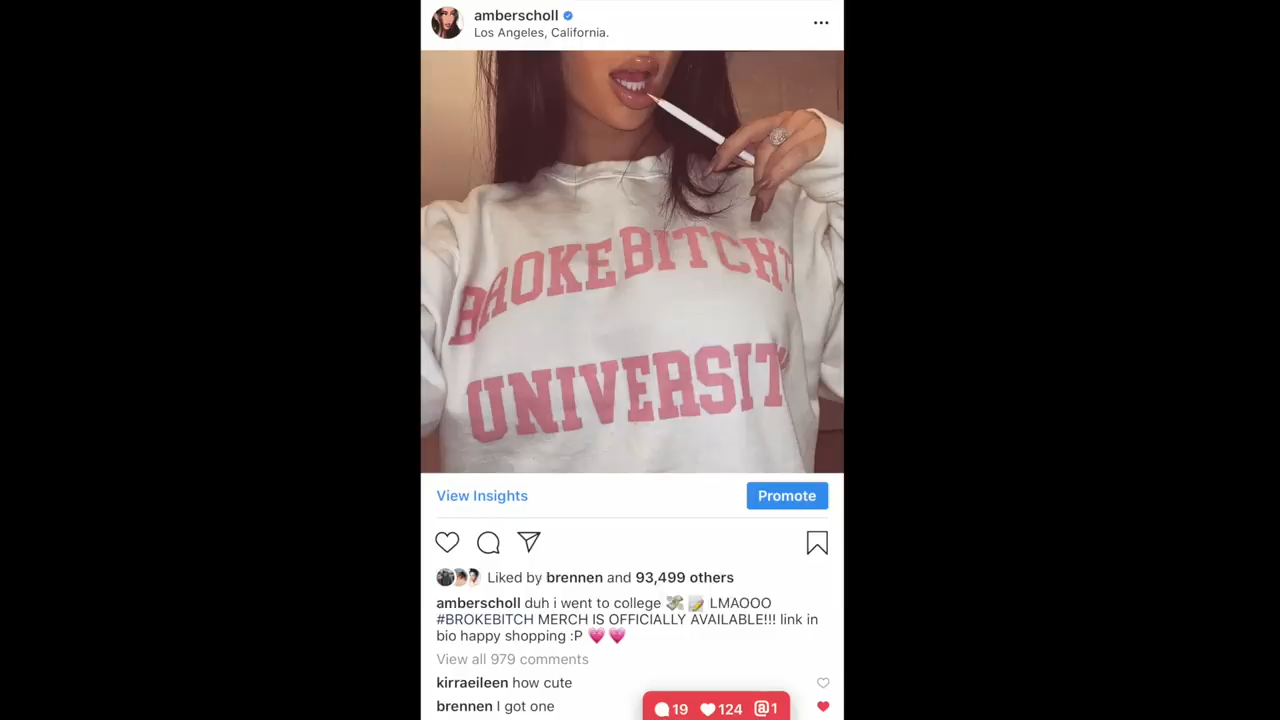 amberscholl
Los Angeles, California.
BROKE BITCH
UNIVERSIT
View Insights
Promote
Liked by brennen and 93,499 others
amberscholl duh i went to college 💸 📝 LMAOOO
#BROKEBITCH MERCH IS OFFICIALLY AVAILABLE!!! link in
bio happy shopping :P 💗 💗
View all 979 comments
kirraeileen how cute
brennen I got one
19 124 @1